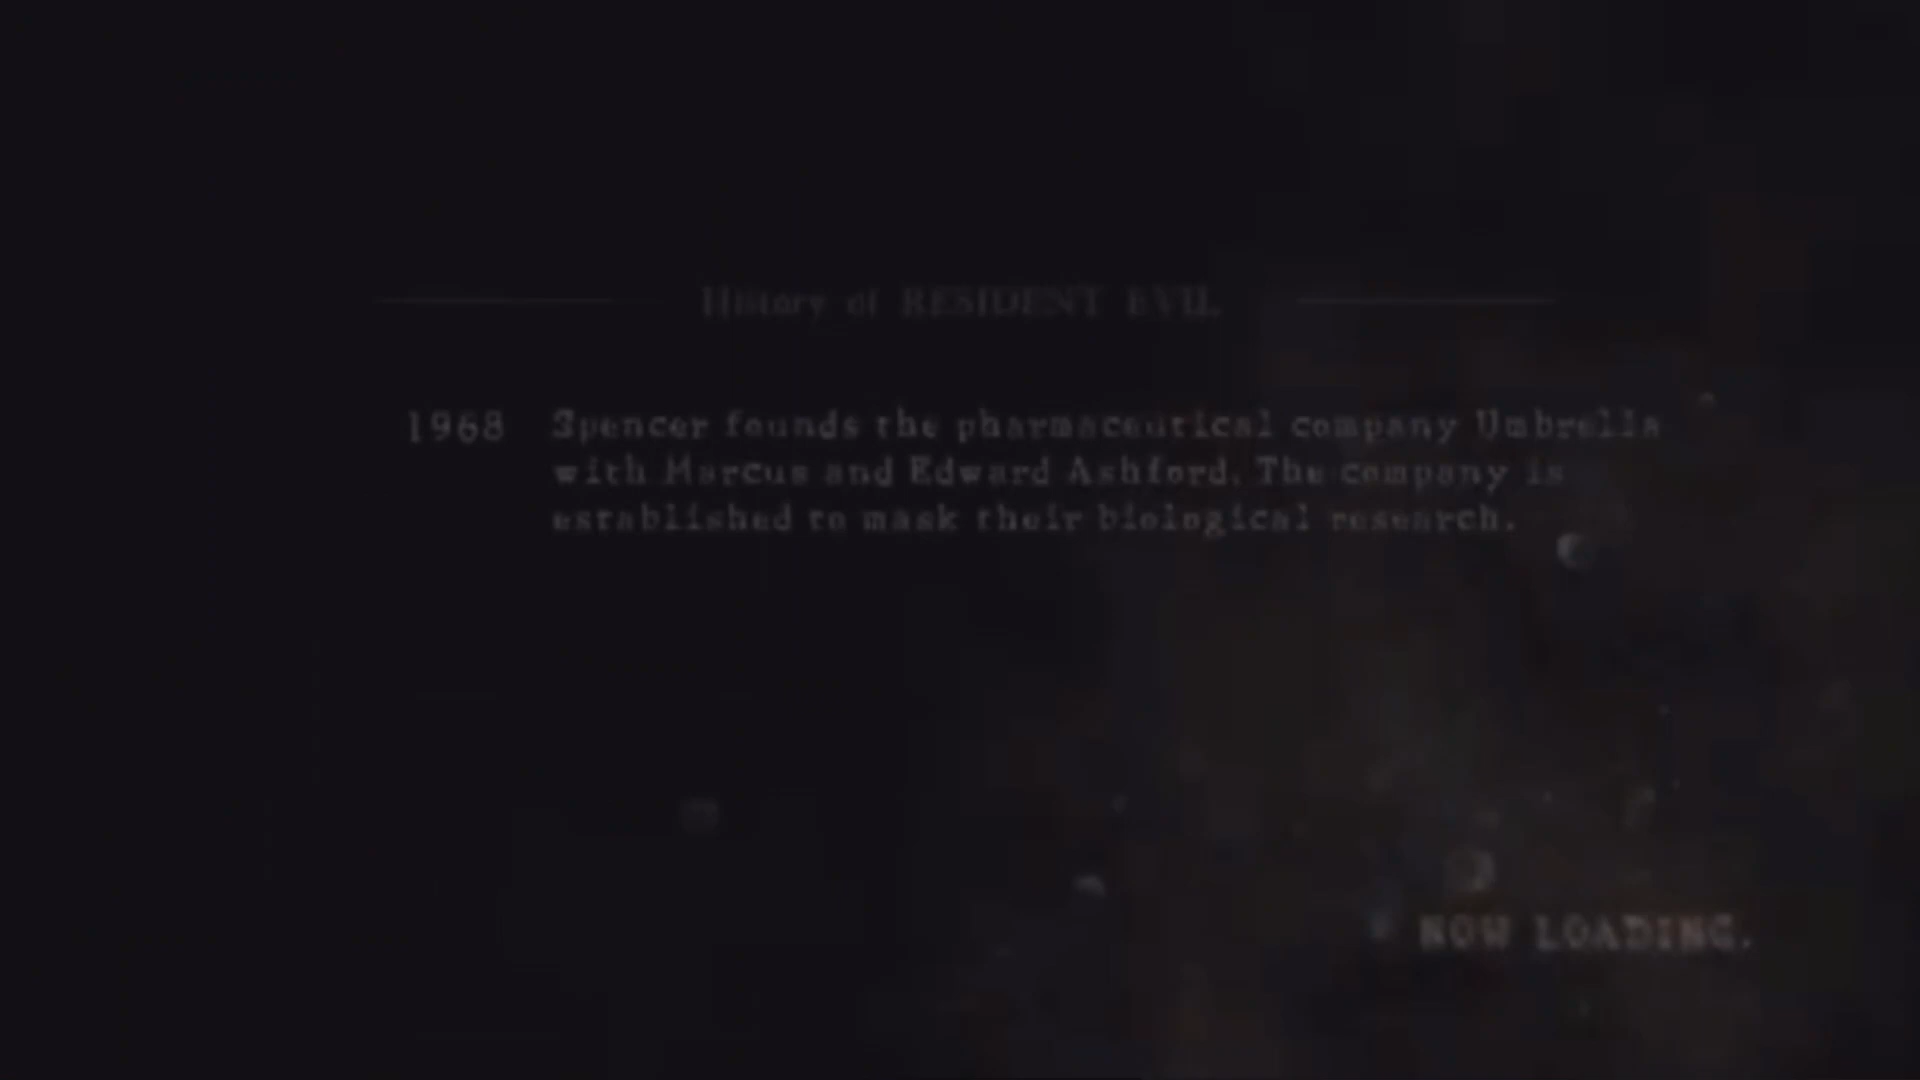 History of RESIDENT EVIL
1968 Spencer founds the pharmaceutical company Umbrella
with Marcus and Edward Ashford. The company is
established to mask their biological research.
NOW LOADING.